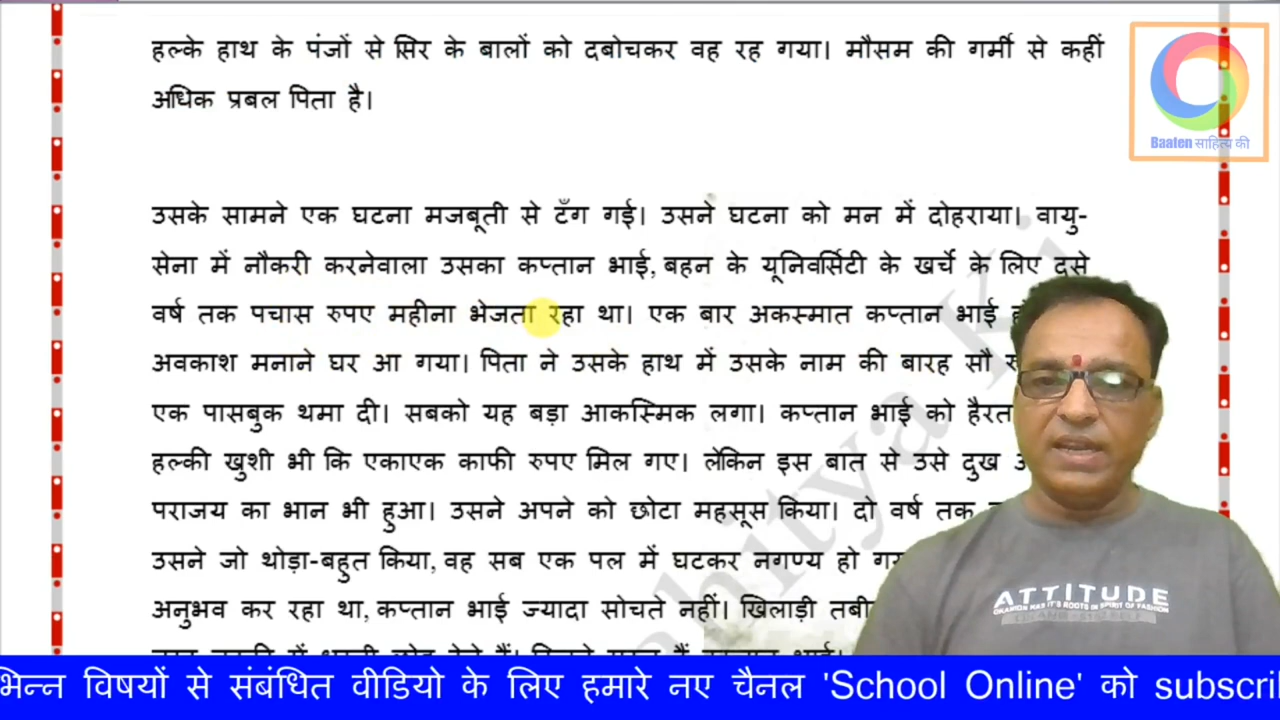 हल्के हाथ के पंजों से सिर के बालों को दबोचकर वह रह गया। मौसम की गर्मी से कहीं
अधिक प्रबल पिता है।
Baaten साहित्य की
उसके सामने एक घटना मजबूती से टँग गई। उसने घटना को मन में दोहराया। वायु-
सेना में नौकरी करनेवाला उसका कप्तान भाई, बहन के यूनिवर्सिटी के खर्चे के लिए दसे
वर्ष तक पचास रुपए महीना भेजता रहा था। एक बार अकस्मात कप्तान भाई
अवकाश मनाने घर आ गया। पिता ने उसके हाथ में उसके नाम की बारह सौ
एक पासबुक थमा दी। सबको यह बड़ा आकस्मिक लगा। कप्तान भाई को हैरत
हल्की खुशी भी कि एकाएक काफी रुपए मिल गए। लेकिन इस बात से उसे दुख
पराजय का भान भी हुआ। उसने अपने को छोटा महसूस किया। दो वर्ष तक
उसने जो थोड़ा-बहुत किया, वह सब एक पल में घटकर नगण्य हो
अनुभव कर रहा था, कप्तान भाई ज्यादा सोचते नहीं। खिलाड़ी
ATTITUDE
भिन्न विषयों से संबंधित वीडियो के लिए हमारे नए चैनल 'School Online' को subscri